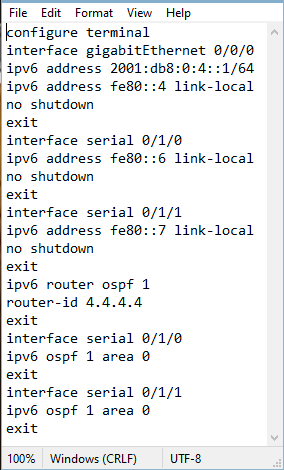 File Edit Format View Help
configure terminal
interface gigabitEthernet 0/0/0
ipv6 address 2001:db8:0:4::1/64
ipv6 address fe80::4 link-local
no shutdown
exit
interface serial 0/1/0
ipv6 address fe80::6 link-local
no shutdown
exit
interface serial 0/1/1
ipv6 address fe80::7 link-local
no shutdown
exit
ipv6 router ospf 1
router-id 4.4.4.4
exit
interface serial 0/1/0
ipv6 ospf 1 area 0
exit
interface serial 0/1/1
ipv6 ospf 1 area 0
exit
100% Windows (CRLF) UTF-8